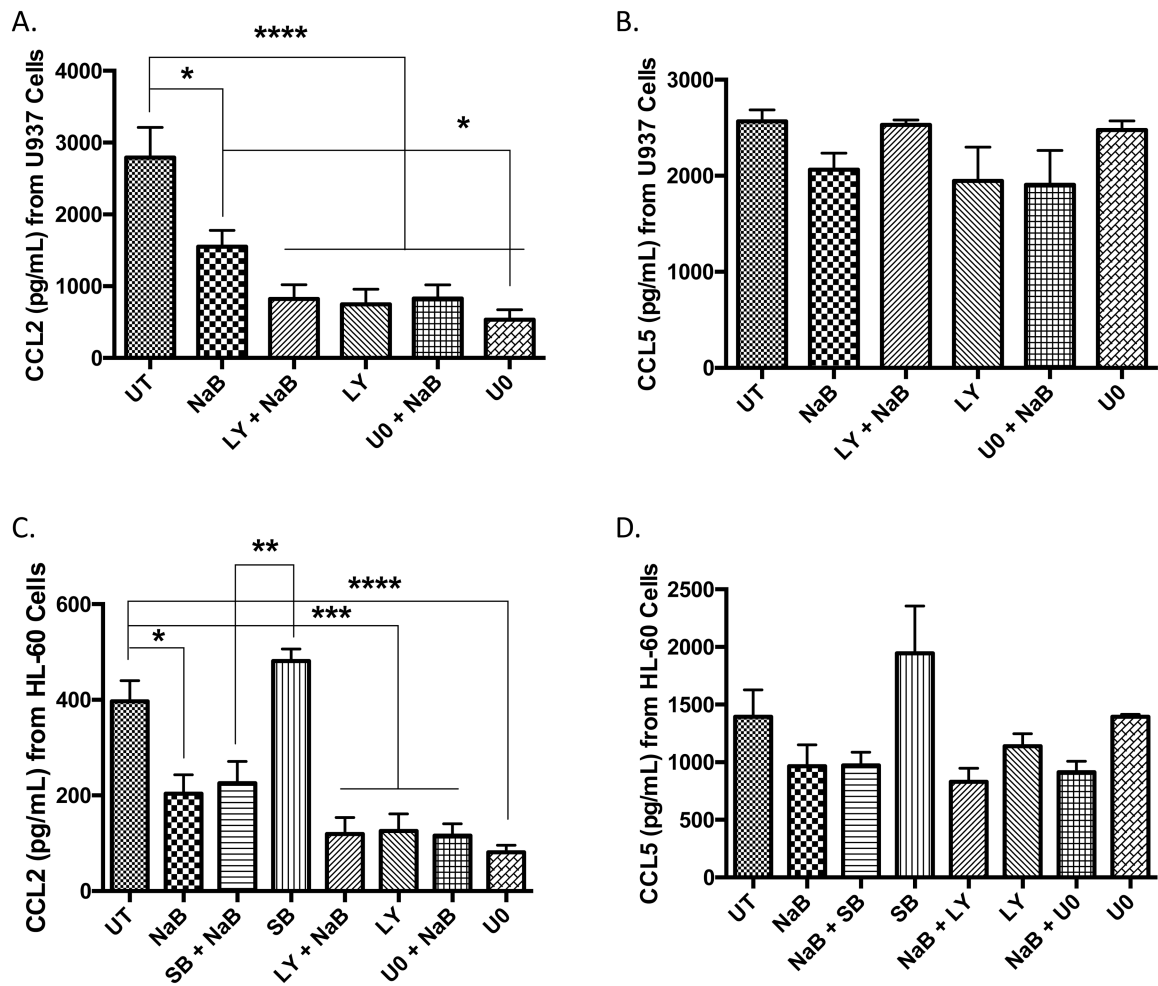 A.
CCL2 (pg/mL) from U937 Cells
4000
3000
2000
1000
0
****
*
*
UT
NaB
LY + NaB
LY
U0 + NaB
U0
B.
CCL5 (pg/mL) from U937 Cells
3000
2000
1000
0
UT
NaB
LY + NaB
LY
U0 + NaB
U0
C.
CCL2 (pg/mL) from HL-60 Cells
600
400
200
0
**
****
***
*
UT
NaB
SB + NaB
SB
LY + NaB
LY
U0 + NaB
U0
D.
CCL5 (pg/mL) from HL-60 Cells
2500
2000
1500
1000
500
0
UT
NaB
NaB + SB
SB
NaB + LY
LY
NaB + U0
U0